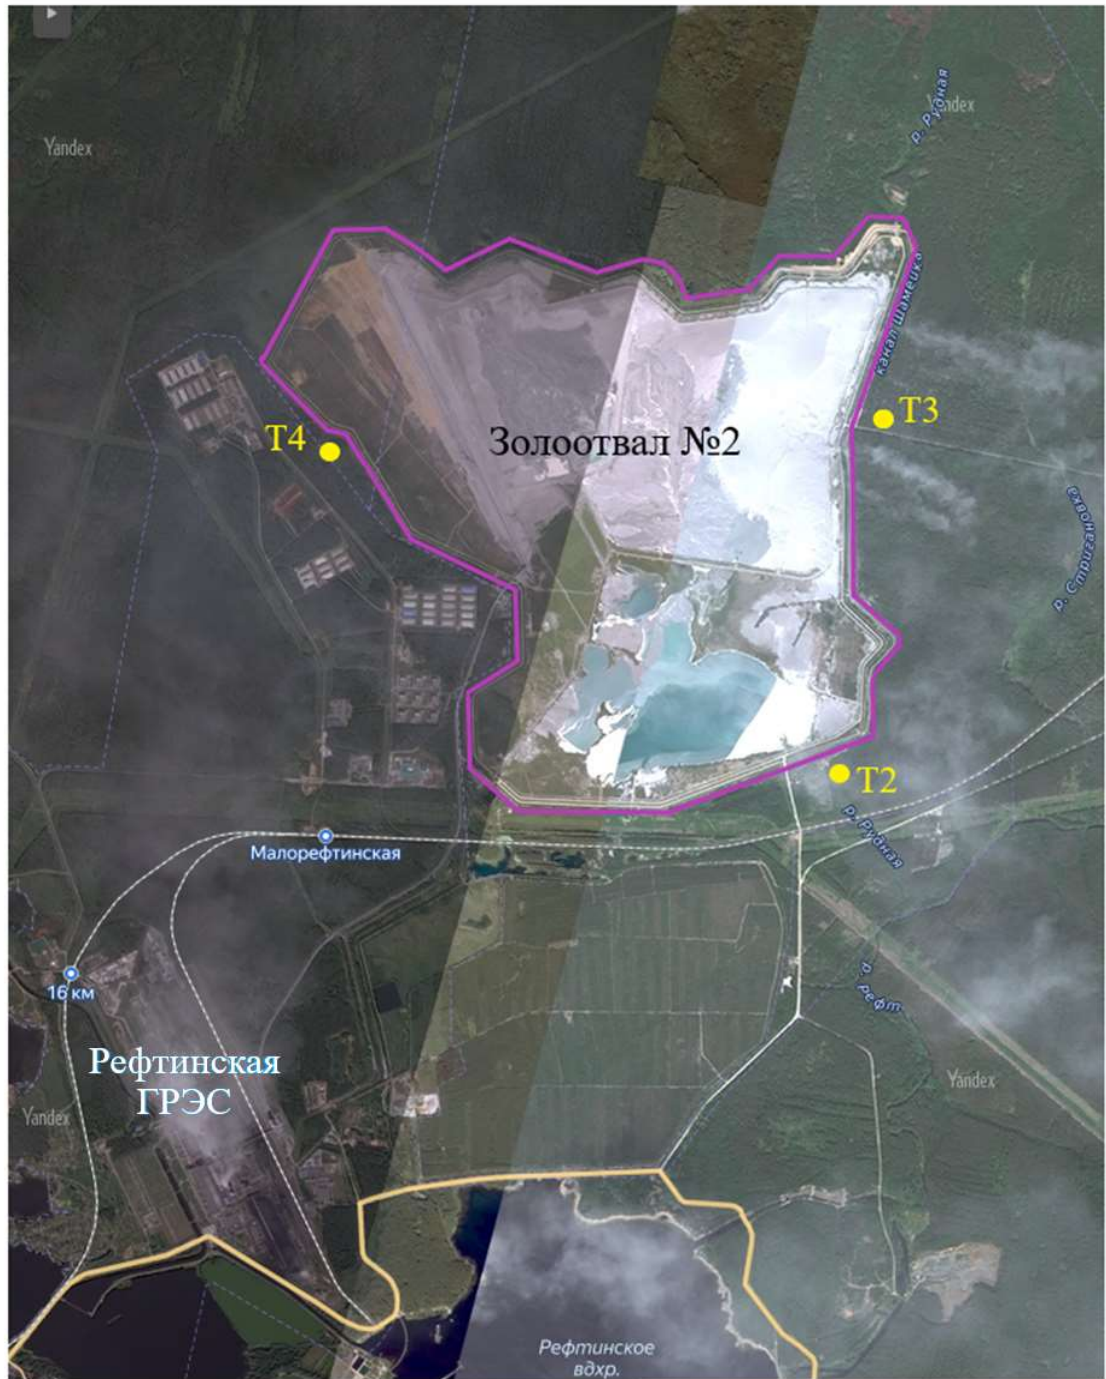 р. Рудная
Yandex
Yandex
канал Шамейка
Т3
Т4
Золоотвал №2
р. Стриганковка
Т2
р. Рудная
Малорефтинская
р. Рефт
16 км
Рефтинская
ГРЭС
Yandex
Yandex
Рефтинское
вдхр.